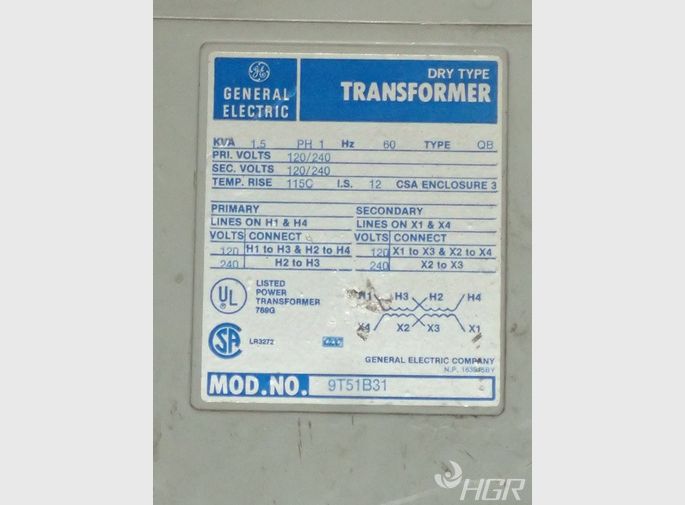 GE
GENERAL ELECTRIC
DRY TYPE
TRANSFORMER
KVA 1.5 PH 1 Hz 60 TYPE QB
PRI. VOLTS 120/240
SEC. VOLTS 120/240
TEMP. RISE 115C I.S. 12 CSA ENCLOSURE 3
PRIMARY
LINES ON H1 & H4
VOLTS CONNECT
120 H1 to H3 & H2 to H4
240 H2 to H3
SECONDARY
LINES ON X1 & X4
VOLTS CONNECT
120 X1 to X3 & X2 to X4
240 X2 to X3
UL
LISTED
POWER
TRANSFORMER
789G
H1 H3 H2 H4
X4 X2 X3 X1
SA
LR3272
GENERAL ELECTRIC COMPANY
N.P.
MOD.NO. 9T51B31
HGR